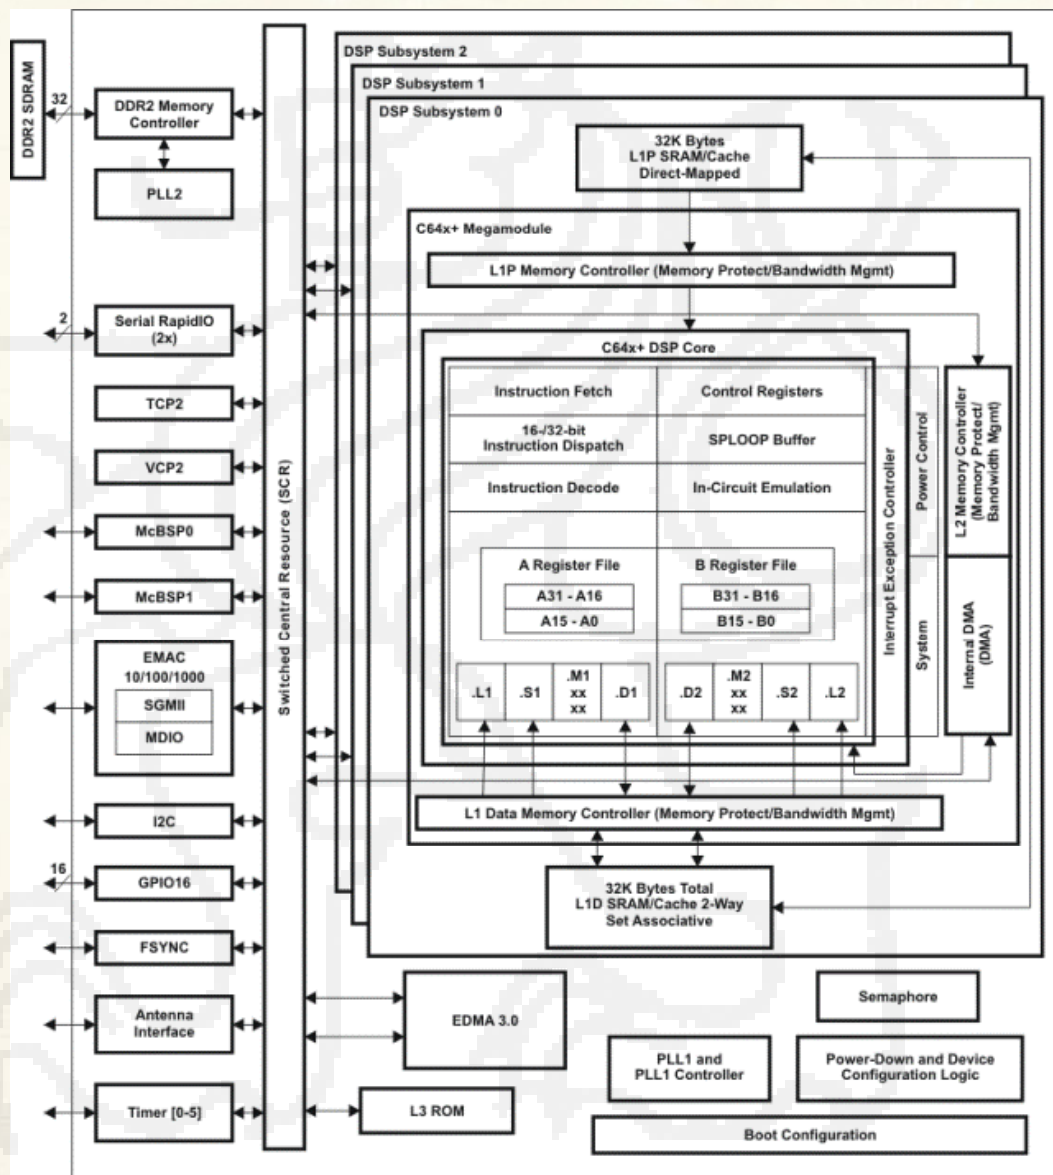 DDR2 SDRAM
32
DDR2 Memory
Controller
PLL2
2
Serial RapidIO
(2x)
TCP2
VCP2
McBSP0
McBSP1
EMAC
10/100/1000
SGMII
MDIO
I2C
16
GPIO16
FSYNC
Antenna
Interface
Timer [0-5]
Switched Central Resource (SCR)
DSP Subsystem 2
DSP Subsystem 1
DSP Subsystem 0
32K Bytes
L1P SRAM/Cache
Direct-Mapped
C64x+ Megamodule
L1P Memory Controller (Memory Protect/Bandwidth Mgmt)
C64x+ DSP Core
Instruction Fetch
Control Registers
16-/32-bit
Instruction Dispatch
SPLOOP Buffer
Instruction Decode
In-Circuit Emulation
A Register File
A31 - A16
A15 - A0
B Register File
B31 - B16
B15 - B0
.L1
.S1
.M1
xx
xx
.D1
.D2
.M2
xx
xx
.S2
.L2
Interrupt Exception Controller
Power Control
System
L2 Memory Controller
(Memory Protect/
Bandwidth Mgmt)
Internal DMA
(DMA)
L1 Data Memory Controller (Memory Protect/Bandwidth Mgmt)
32K Bytes Total
L1D SRAM/Cache 2-Way
Set Associative
EDMA 3.0
L3 ROM
Semaphore
PLL1 and
PLL1 Controller
Power-Down and Device
Configuration Logic
Boot Configuration